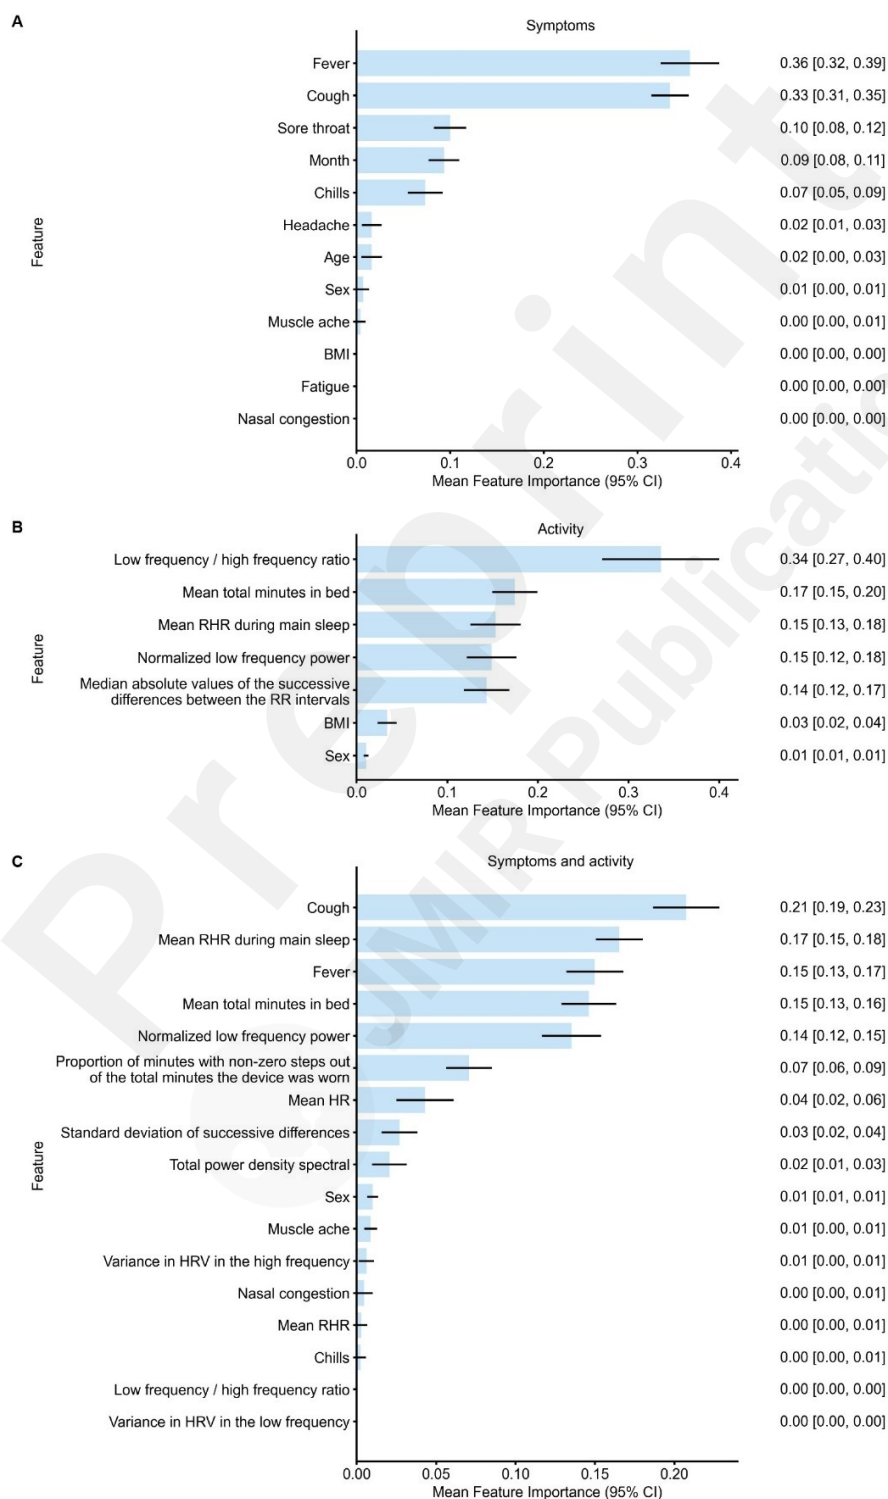 A
Symptoms
Feature
Fever 0.36 [0.32, 0.39]
Cough 0.33 [0.31, 0.35]
Sore throat 0.10 [0.08, 0.12]
Month 0.09 [0.08, 0.11]
Chills 0.07 [0.05, 0.09]
Headache 0.02 [0.01, 0.03]
Age 0.02 [0.00, 0.03]
Sex 0.01 [0.00, 0.01]
Muscle ache 0.00 [0.00, 0.01]
BMI 0.00 [0.00, 0.00]
Fatigue 0.00 [0.00, 0.00]
Nasal congestion 0.00 [0.00, 0.00]
0.0 0.1 0.2 0.3 0.4
Mean Feature Importance (95% CI)
B
Activity
Feature
Low frequency / high frequency ratio 0.34 [0.27, 0.40]
Mean total minutes in bed 0.17 [0.15, 0.20]
Mean RHR during main sleep 0.15 [0.13, 0.18]
Normalized low frequency power 0.15 [0.12, 0.18]
Median absolute values of the successive
differences between the RR intervals 0.14 [0.12, 0.17]
BMI 0.03 [0.02, 0.04]
Sex 0.01 [0.01, 0.01]
0.0 0.1 0.2 0.3 0.4
Mean Feature Importance (95% CI)
C
Symptoms and activity
Feature
Cough 0.21 [0.19, 0.23]
Mean RHR during main sleep 0.17 [0.15, 0.18]
Fever 0.15 [0.13, 0.17]
Mean total minutes in bed 0.15 [0.13, 0.16]
Normalized low frequency power 0.14 [0.12, 0.15]
Proportion of minutes with non-zero steps out
of the total minutes the device was worn 0.07 [0.06, 0.09]
Mean HR 0.04 [0.02, 0.06]
Standard deviation of successive differences 0.03 [0.02, 0.04]
Total power density spectral 0.02 [0.01, 0.03]
Sex 0.01 [0.01, 0.01]
Muscle ache 0.01 [0.00, 0.01]
Variance in HRV in the high frequency 0.01 [0.00, 0.01]
Nasal congestion 0.00 [0.00, 0.01]
Mean RHR 0.00 [0.00, 0.01]
Chills 0.00 [0.00, 0.01]
Low frequency / high frequency ratio 0.00 [0.00, 0.00]
Variance in HRV in the low frequency 0.00 [0.00, 0.00]
0.00 0.05 0.10 0.15 0.20
Mean Feature Importance (95% CI)
Preprint
JMIR Publicatio